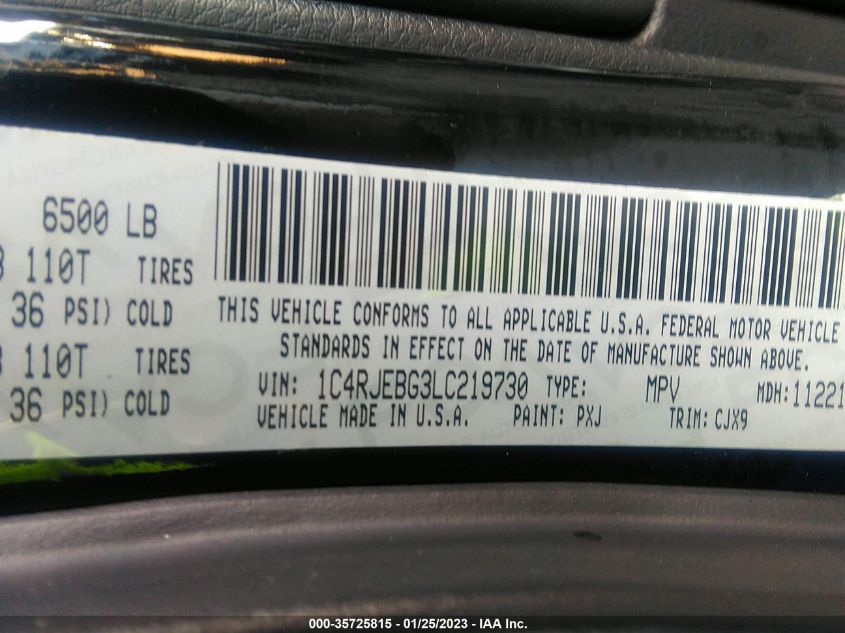 6500 LB
110T TIRES
36 PSI) COLD
110T TIRES
36 PSI) COLD
THIS VEHICLE CONFORMS TO ALL APPLICABLE U.S.A. FEDERAL MOTOR VEHICLE
STANDARDS IN EFFECT ON THE DATE OF MANUFACTURE SHOWN ABOVE.
VIN: 1C4RJEBG3LC219730 TYPE: MPV MDH:11221
VEHICLE MADE IN U.S.A. PAINT: PXJ TRIM: CJX9
000-35725815 - 01/25/2023 - IAA Inc.